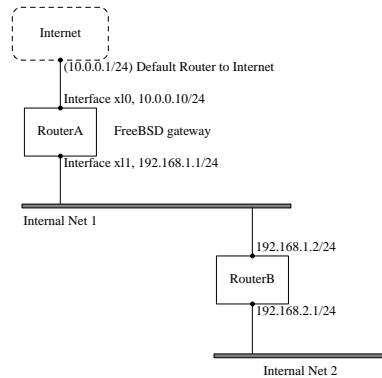 Internet
(10.0.0.1/24) Default Router to Internet
Interface xl0, 10.0.0.10/24
RouterA
FreeBSD gateway
Interface xl1, 192.168.1.1/24
Internal Net 1
192.168.1.2/24
RouterB
192.168.2.1/24
Internal Net 2